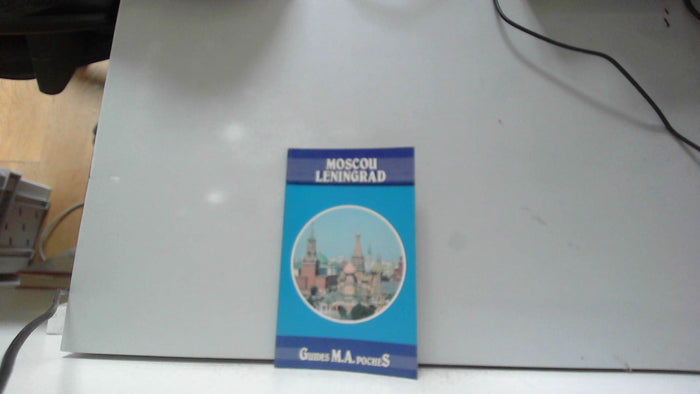 MOSCOU
LENINGRAD
GUIDES M.A. POCHES